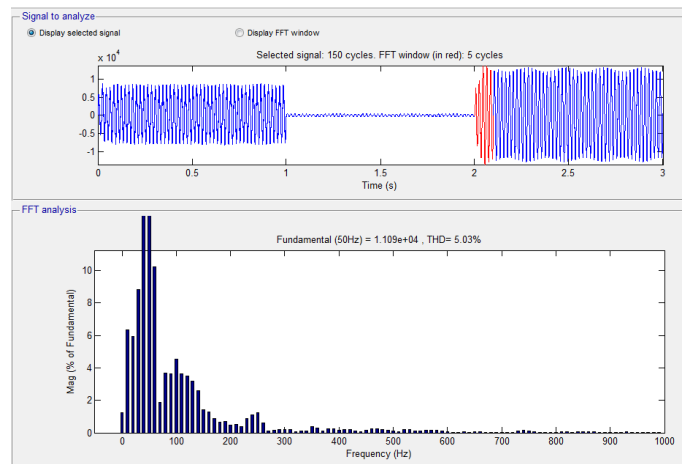 Signal to analyze
Display selected signal Display FFT window
x 10^4
Selected signal: 150 cycles. FFT window (in red): 5 cycles
1
0.5
0
-0.5
-1
0 0.5 1 1.5 2 2.5 3
Time (s)
FFT analysis
Fundamental (50Hz) = 1.109e+04 , THD= 5.03%
Mag (% of Fundamental)
10
8
6
4
2
0
0 100 200 300 400 500 600 700 800 900 1000
Frequency (Hz)